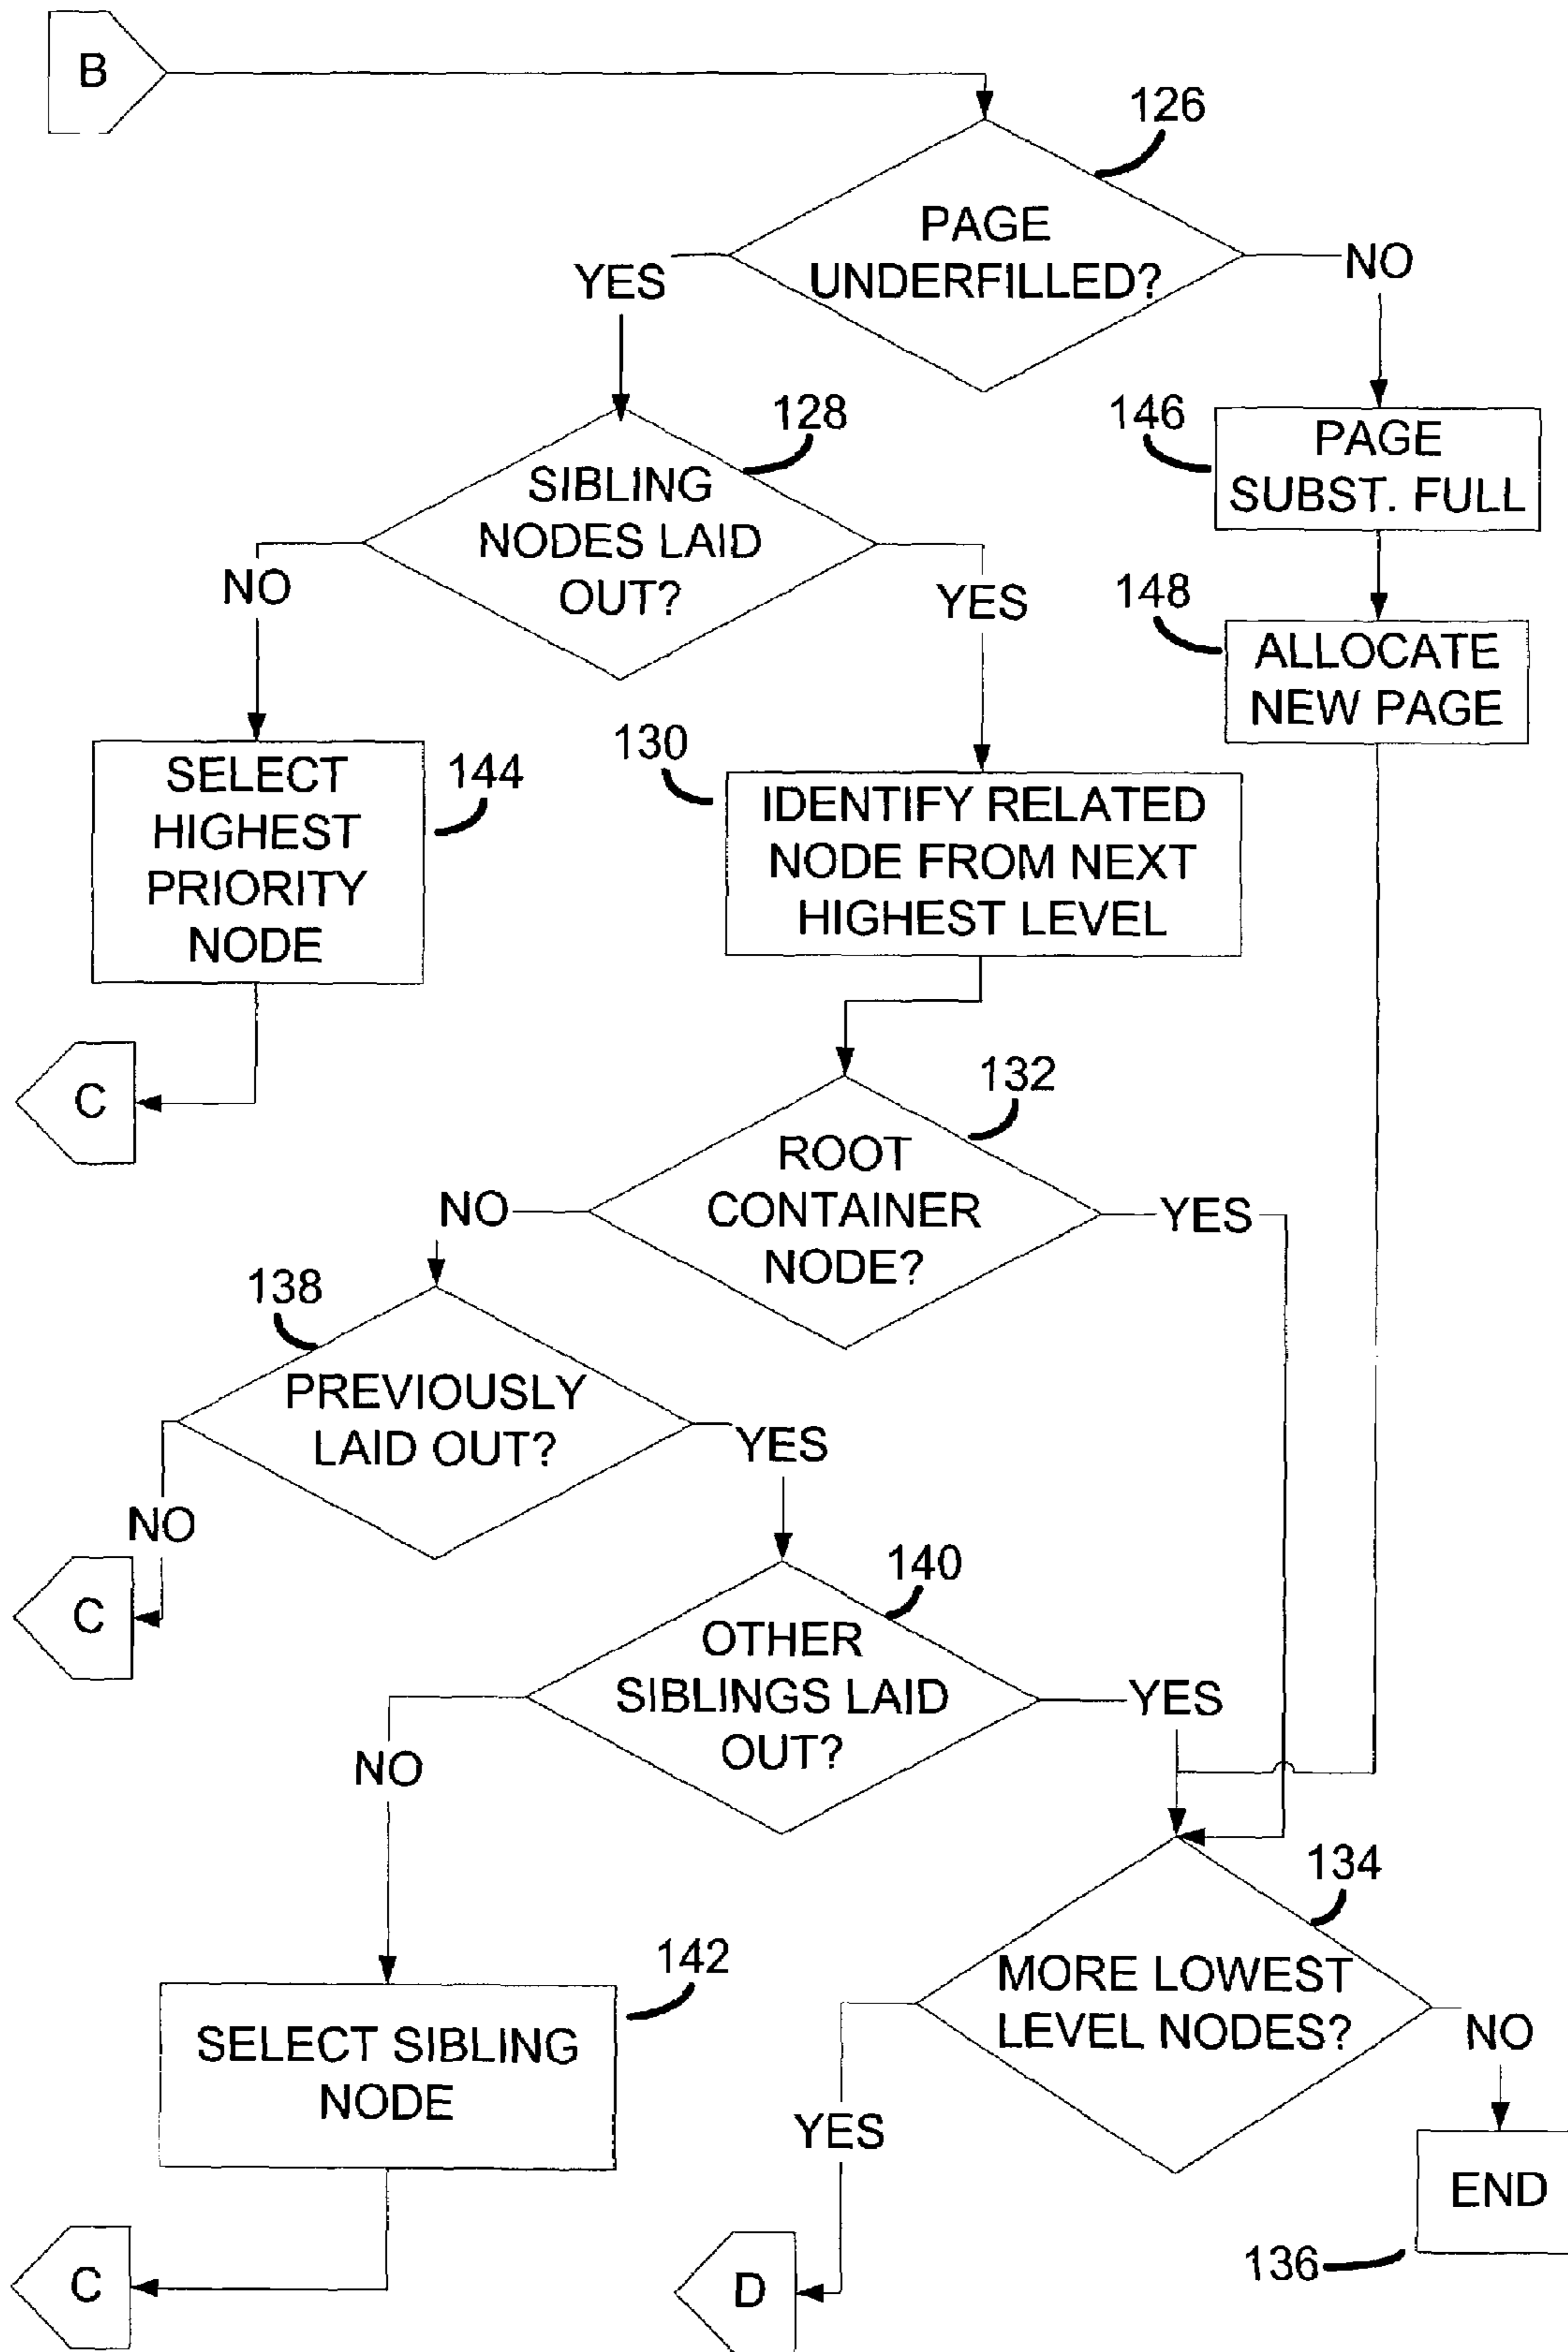 B
126
PAGE
UNDERFILLED?
YES
NO
128
SIBLING
NODES LAID
OUT?
146
PAGE
SUBST. FULL
NO
YES
148
ALLOCATE
NEW PAGE
144
SELECT
HIGHEST
PRIORITY
NODE
130
IDENTIFY RELATED
NODE FROM NEXT
HIGHEST LEVEL
C
132
ROOT
CONTAINER
NODE?
NO
YES
138
PREVIOUSLY
LAID OUT?
YES
NO
C
140
OTHER
SIBLINGS LAID
OUT?
YES
NO
134
MORE LOWEST
LEVEL NODES?
142
SELECT SIBLING
NODE
NO
YES
END
136
C
D